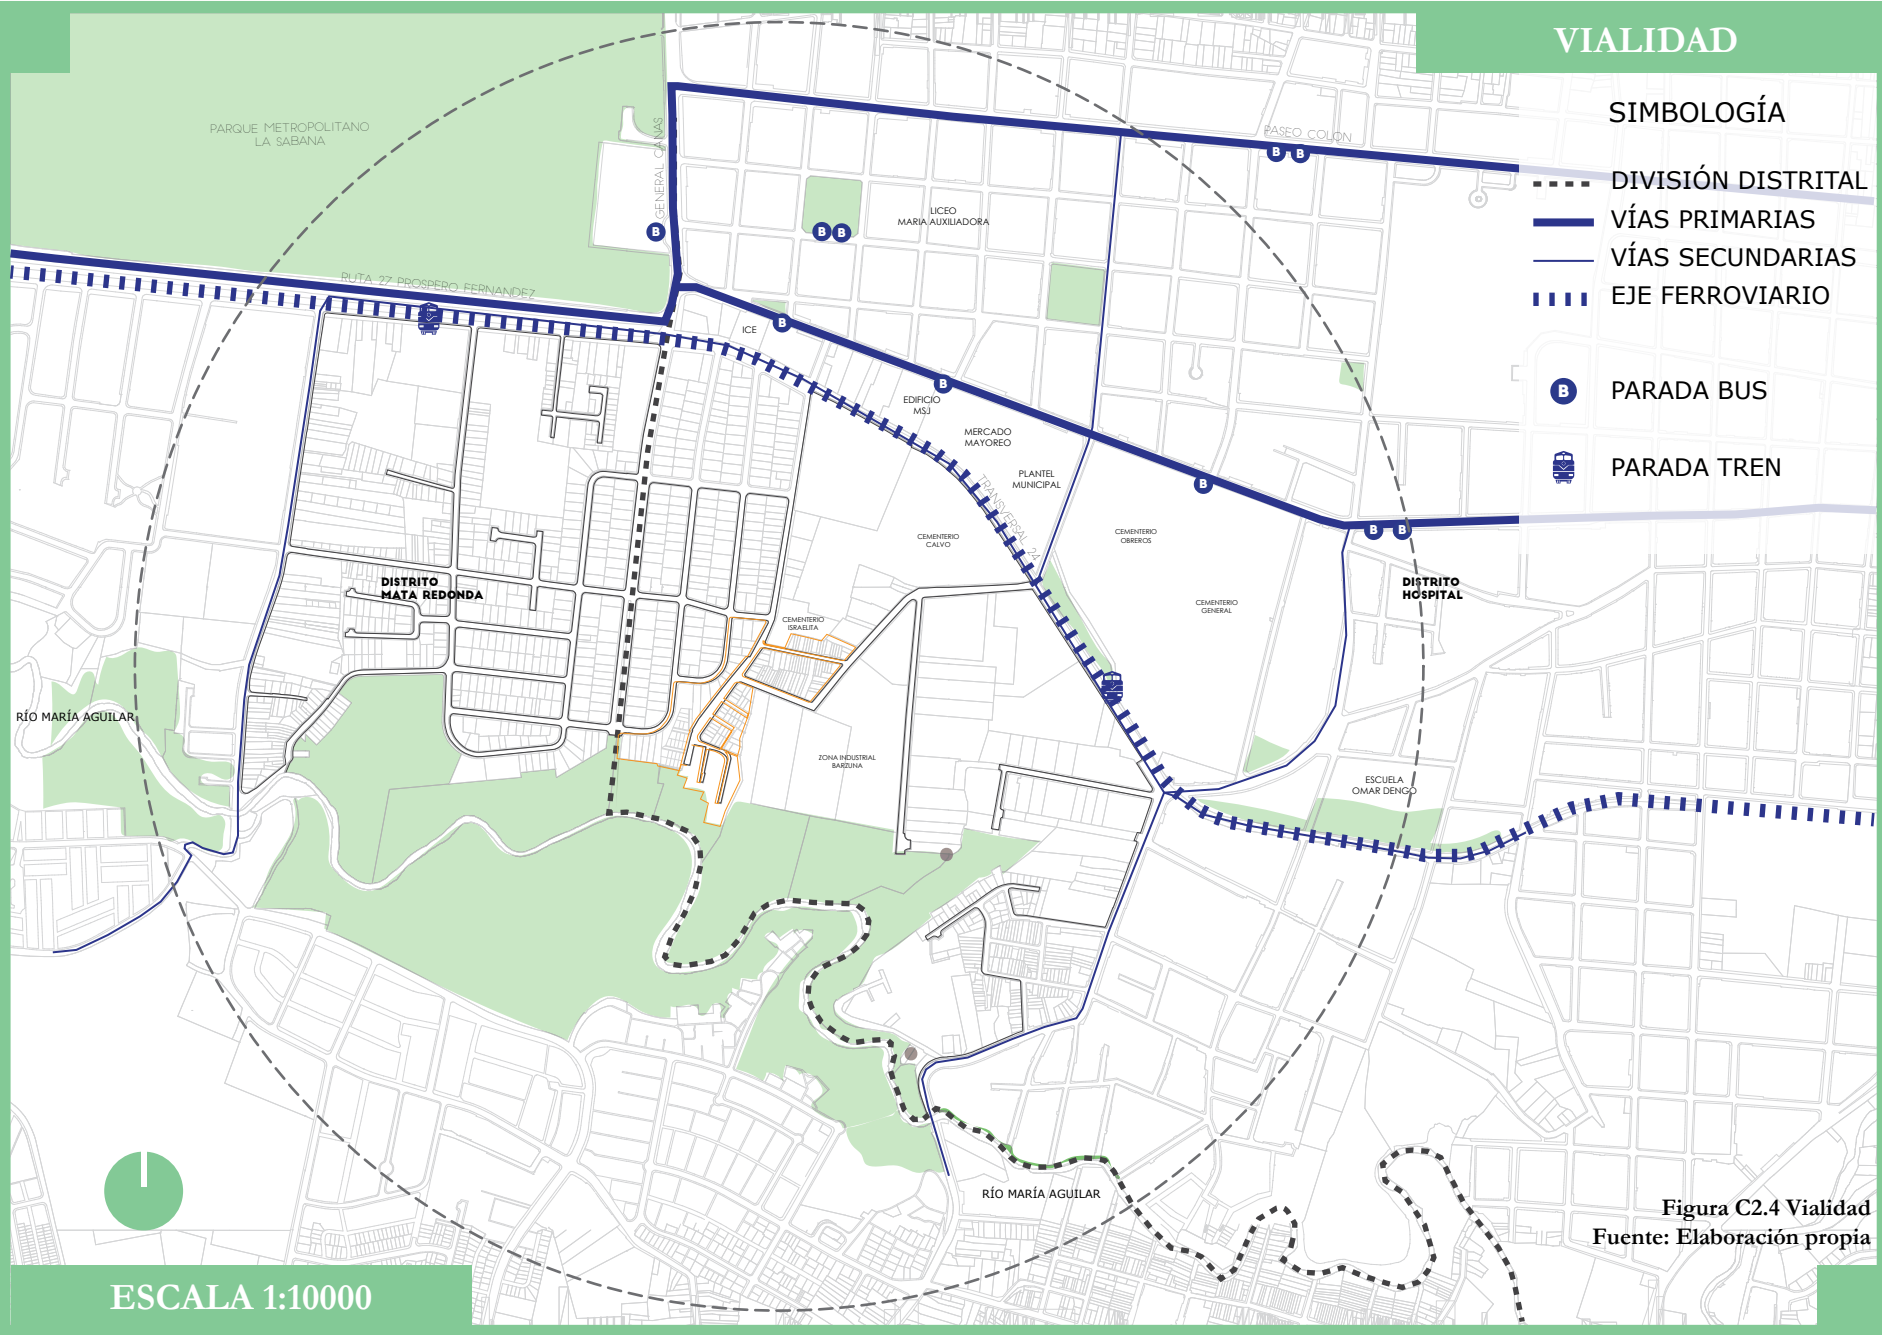 VIALIDAD
SIMBOLOGÍA
DIVISIÓN DISTRITAL
VÍAS PRIMARIAS
VÍAS SECUNDARIAS
EJE FERROVIARIO
B
PARADA BUS
PARADA TREN
PARQUE METROPOLITANO
LA SABANA
GENERAL CAÑAS
PASEO COLON
B B
LICEO
MARIA AUXILIADORA
B
B B
RUTA 27 PROSPERO FERNANDEZ
ICE
B
B
EDIFICIO
MSJ
MERCADO
MAYOREO
PLANTEL
MUNICIPAL
B
TRANSVERSAL 24
CEMENTERIO
CALVO
CEMENTERIO
OBREROS
B B
DISTRITO
MATA REDONDA
DISTRITO
HOSPITAL
CEMENTERIO
GENERAL
CEMENTERIO
ISRAELITA
RÍO MARÍA AGUILAR
ZONA INDUSTRIAL
BARZUNA
ESCUELA
OMAR DENGO
RÍO MARÍA AGUILAR
Figura C2.4 Vialidad
Fuente: Elaboración propia
ESCALA 1:10000